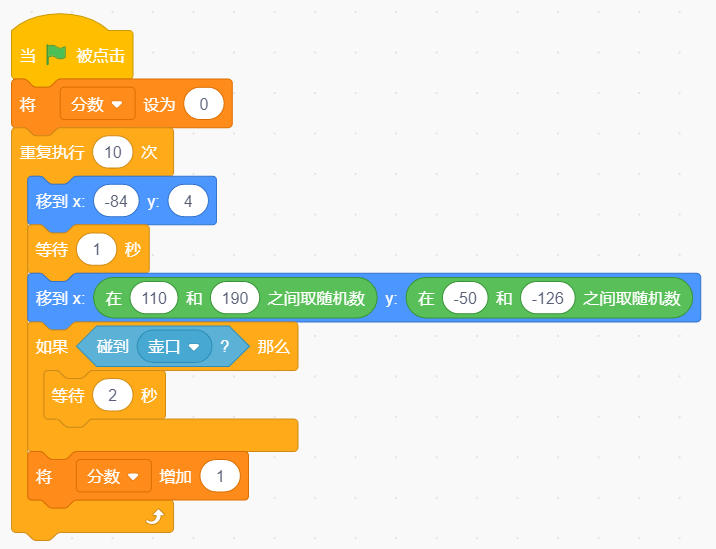 当 被点击
将 分数 设为 0
重复执行 10 次
移到 x: -84 y: 4
等待 1 秒
移到 x: 在 110 和 190 之间取随机数 y: 在 -50 和 -126 之间取随机数
如果 碰到 壶口 ? 那么
等待 2 秒
将 分数 增加 1